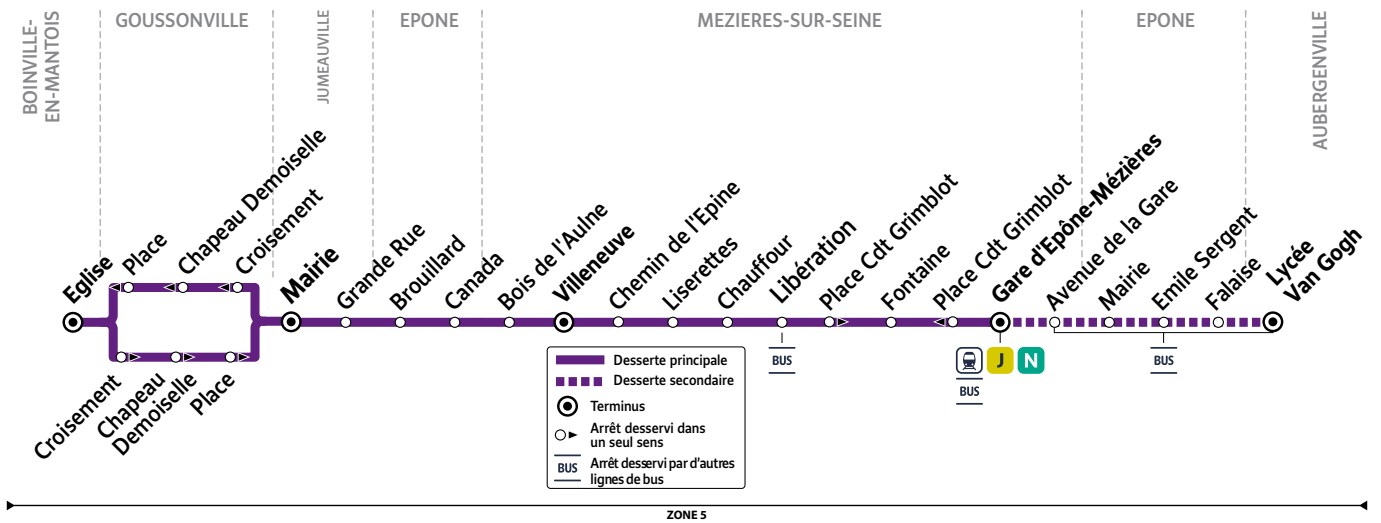 BOINVILLE-
EN-MANTOIS
GOUSSONVILLE
JUMEAUVILLE
EPONE
MEZIERES-SUR-SEINE
EPONE
AUBERGENVILLE
Eglise
Place
Chapeau Demoiselle
Croisement
Mairie
Grande Rue
Brouillard
Canada
Bois de l'Aulne
Villeneuve
Chemin de l'Epine
Liserettes
Chauffour
Libération
Place Cdt Grimblot
Fontaine
Place Cdt Grimblot
Gare d'Epône-Mézières
Avenue de la Gare
Mairie
Emile Sergent
Falaise
Lycée
Van Gogh
Croisement
Chapeau
Demoiselle
Place
BUS
J
N
BUS
BUS
Desserte principale
Desserte secondaire
Terminus
Arrêt desservi dans
un seul sens
BUS
Arrêt desservi par d'autres
lignes de bus
ZONE 5